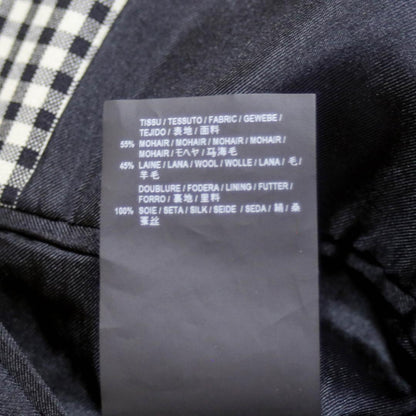 TISSU / TESSUTO / FABRIC / GEWEBE /
TEJIDO / 表地 / 面料
55% MOHAIR / MOHAIR / MOHAIR / MOHAIR /
MOHAIR / モヘヤ / 马海毛
45% LAINE / LANA / WOOL / WOLLE / LANA / 毛 /
羊毛
DOUBLURE / FODERA / LINING / FUTTER /
FORRO / 裏地 / 里料
100% SOIE / SETA / SILK / SEIDE / SEDA / 絹 / 桑
蚕丝